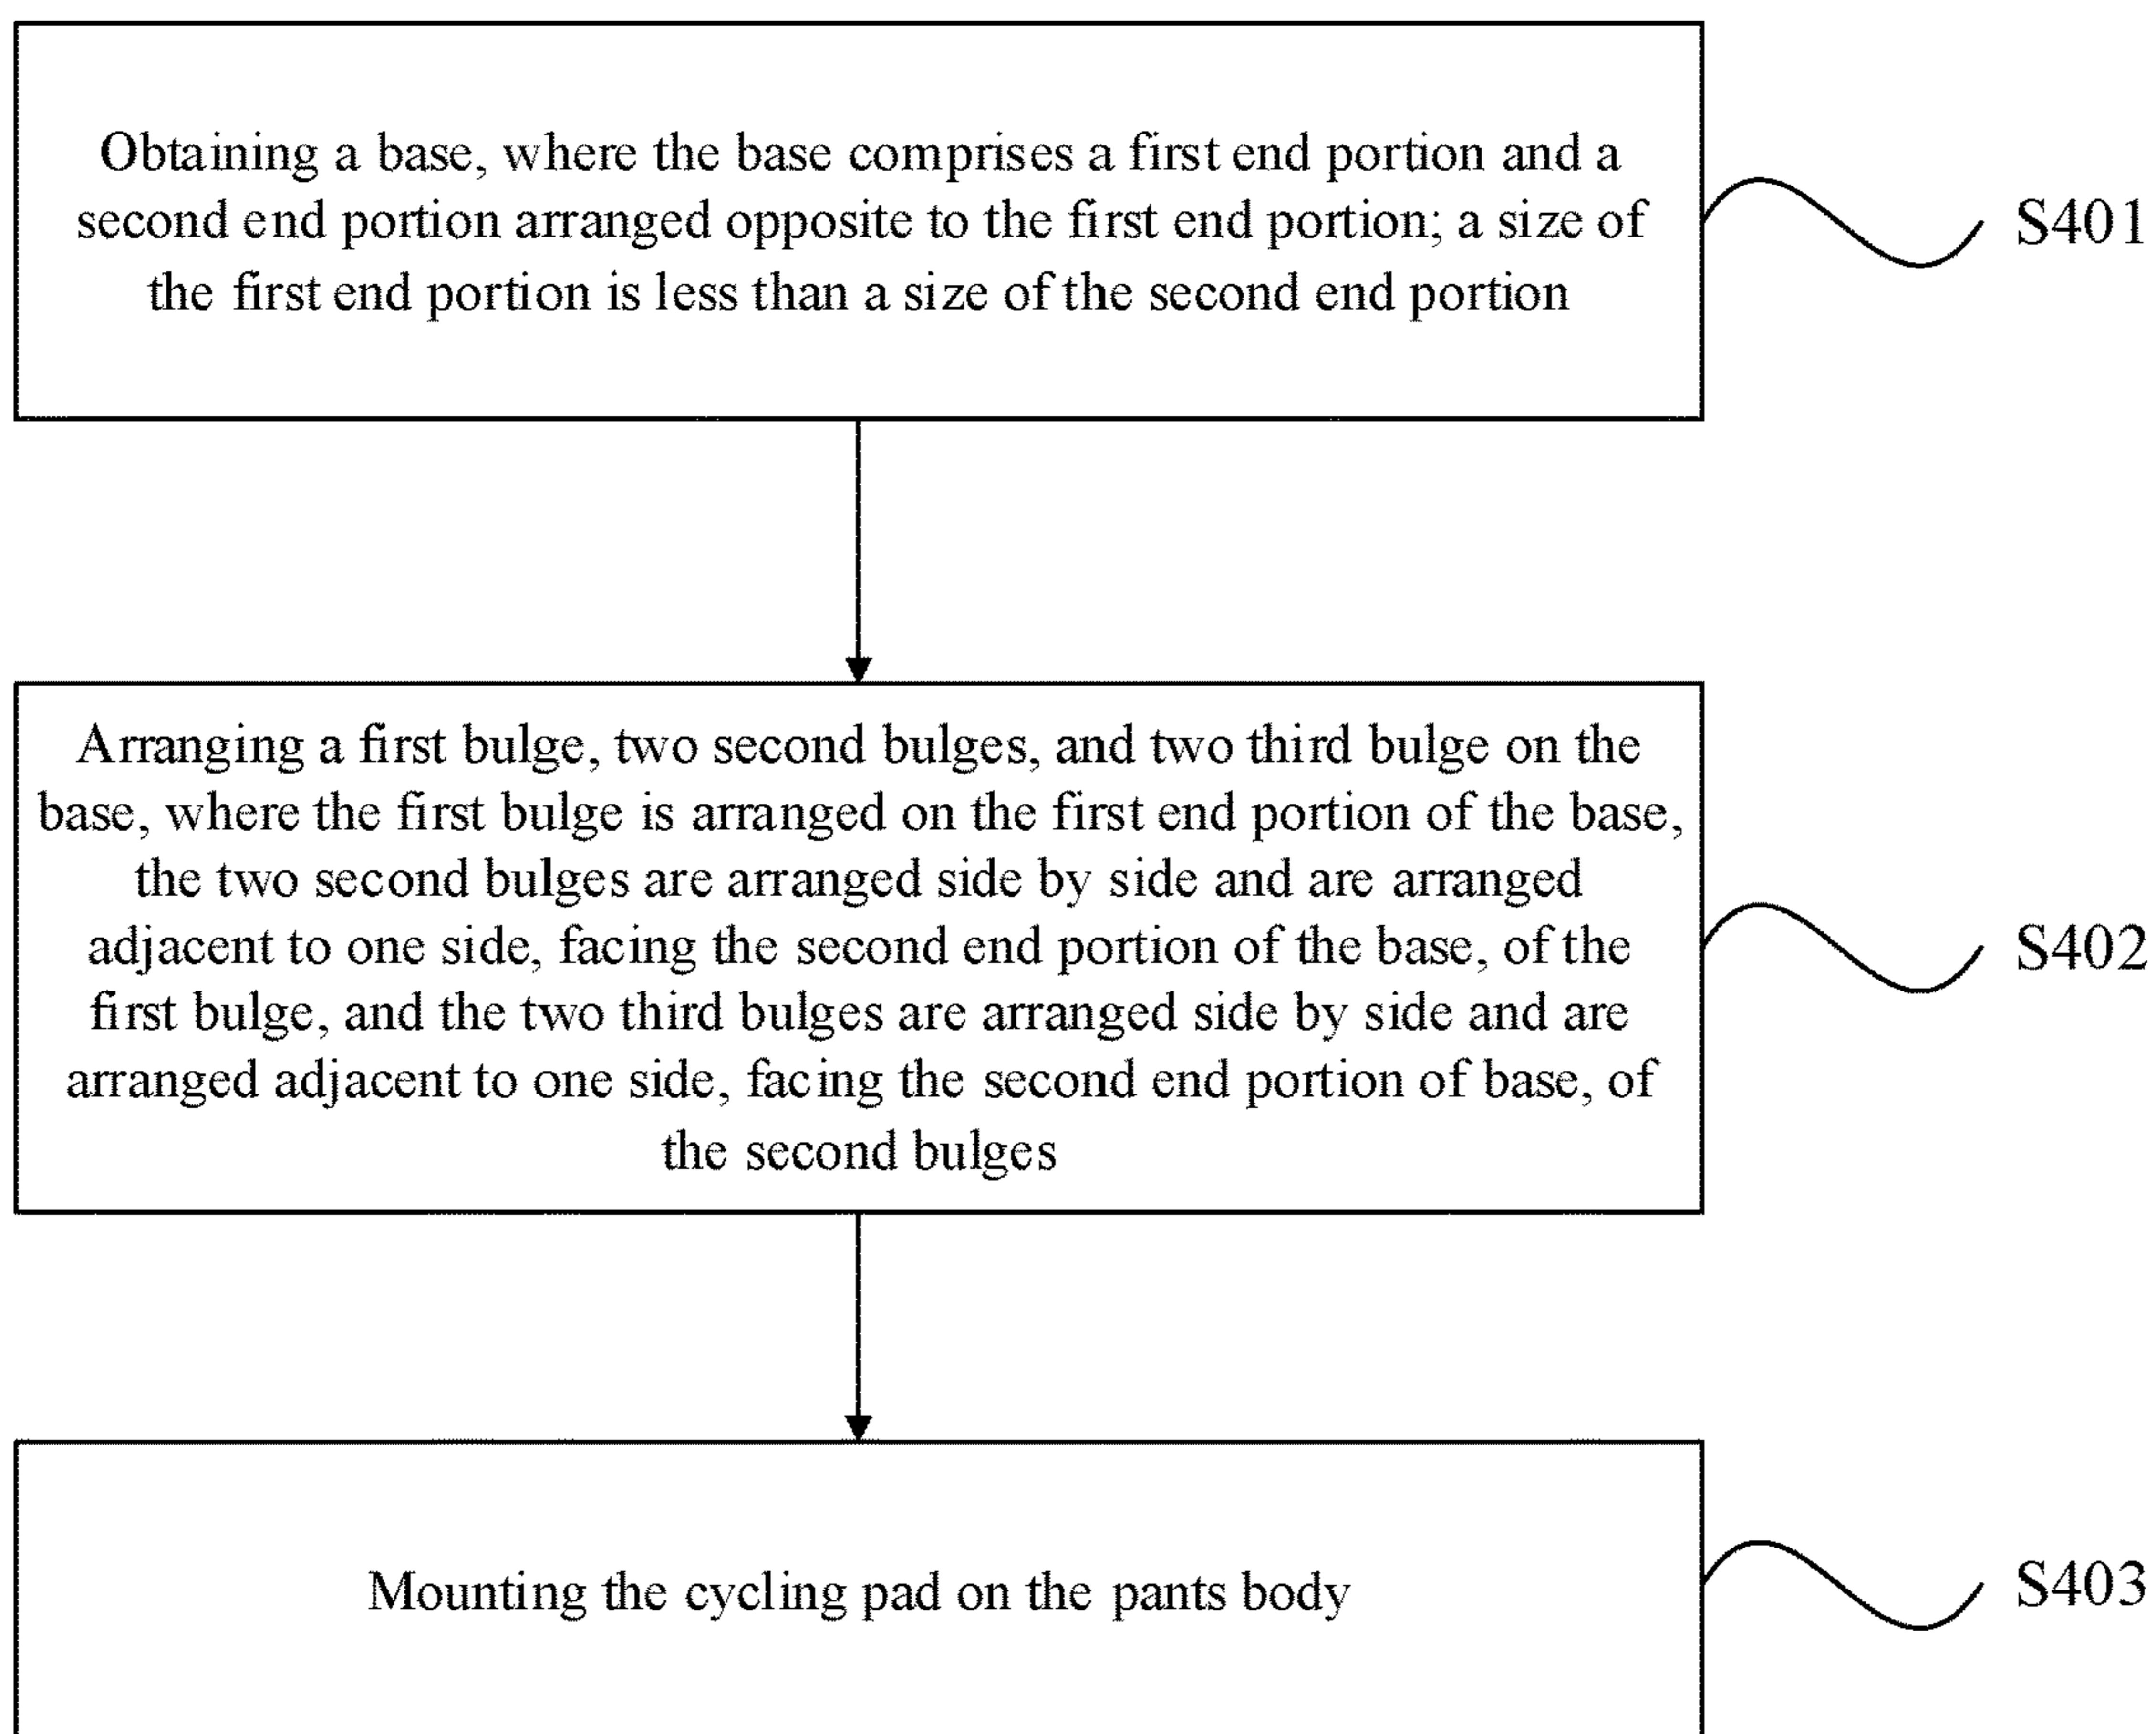 Obtaining a base, where the base comprises a first end portion and a
second end portion arranged opposite to the first end portion; a size of
the first end portion is less than a size of the second end portion
S401
Arranging a first bulge, two second bulges, and two third bulge on the
base, where the first bulge is arranged on the first end portion of the base,
the two second bulges are arranged side by side and are arranged
adjacent to one side, facing the second end portion of the base, of the
first bulge, and the two third bulges are arranged side by side and are
arranged adjacent to one side, facing the second end portion of base, of
the second bulges
S402
Mounting the cycling pad on the pants body
S403